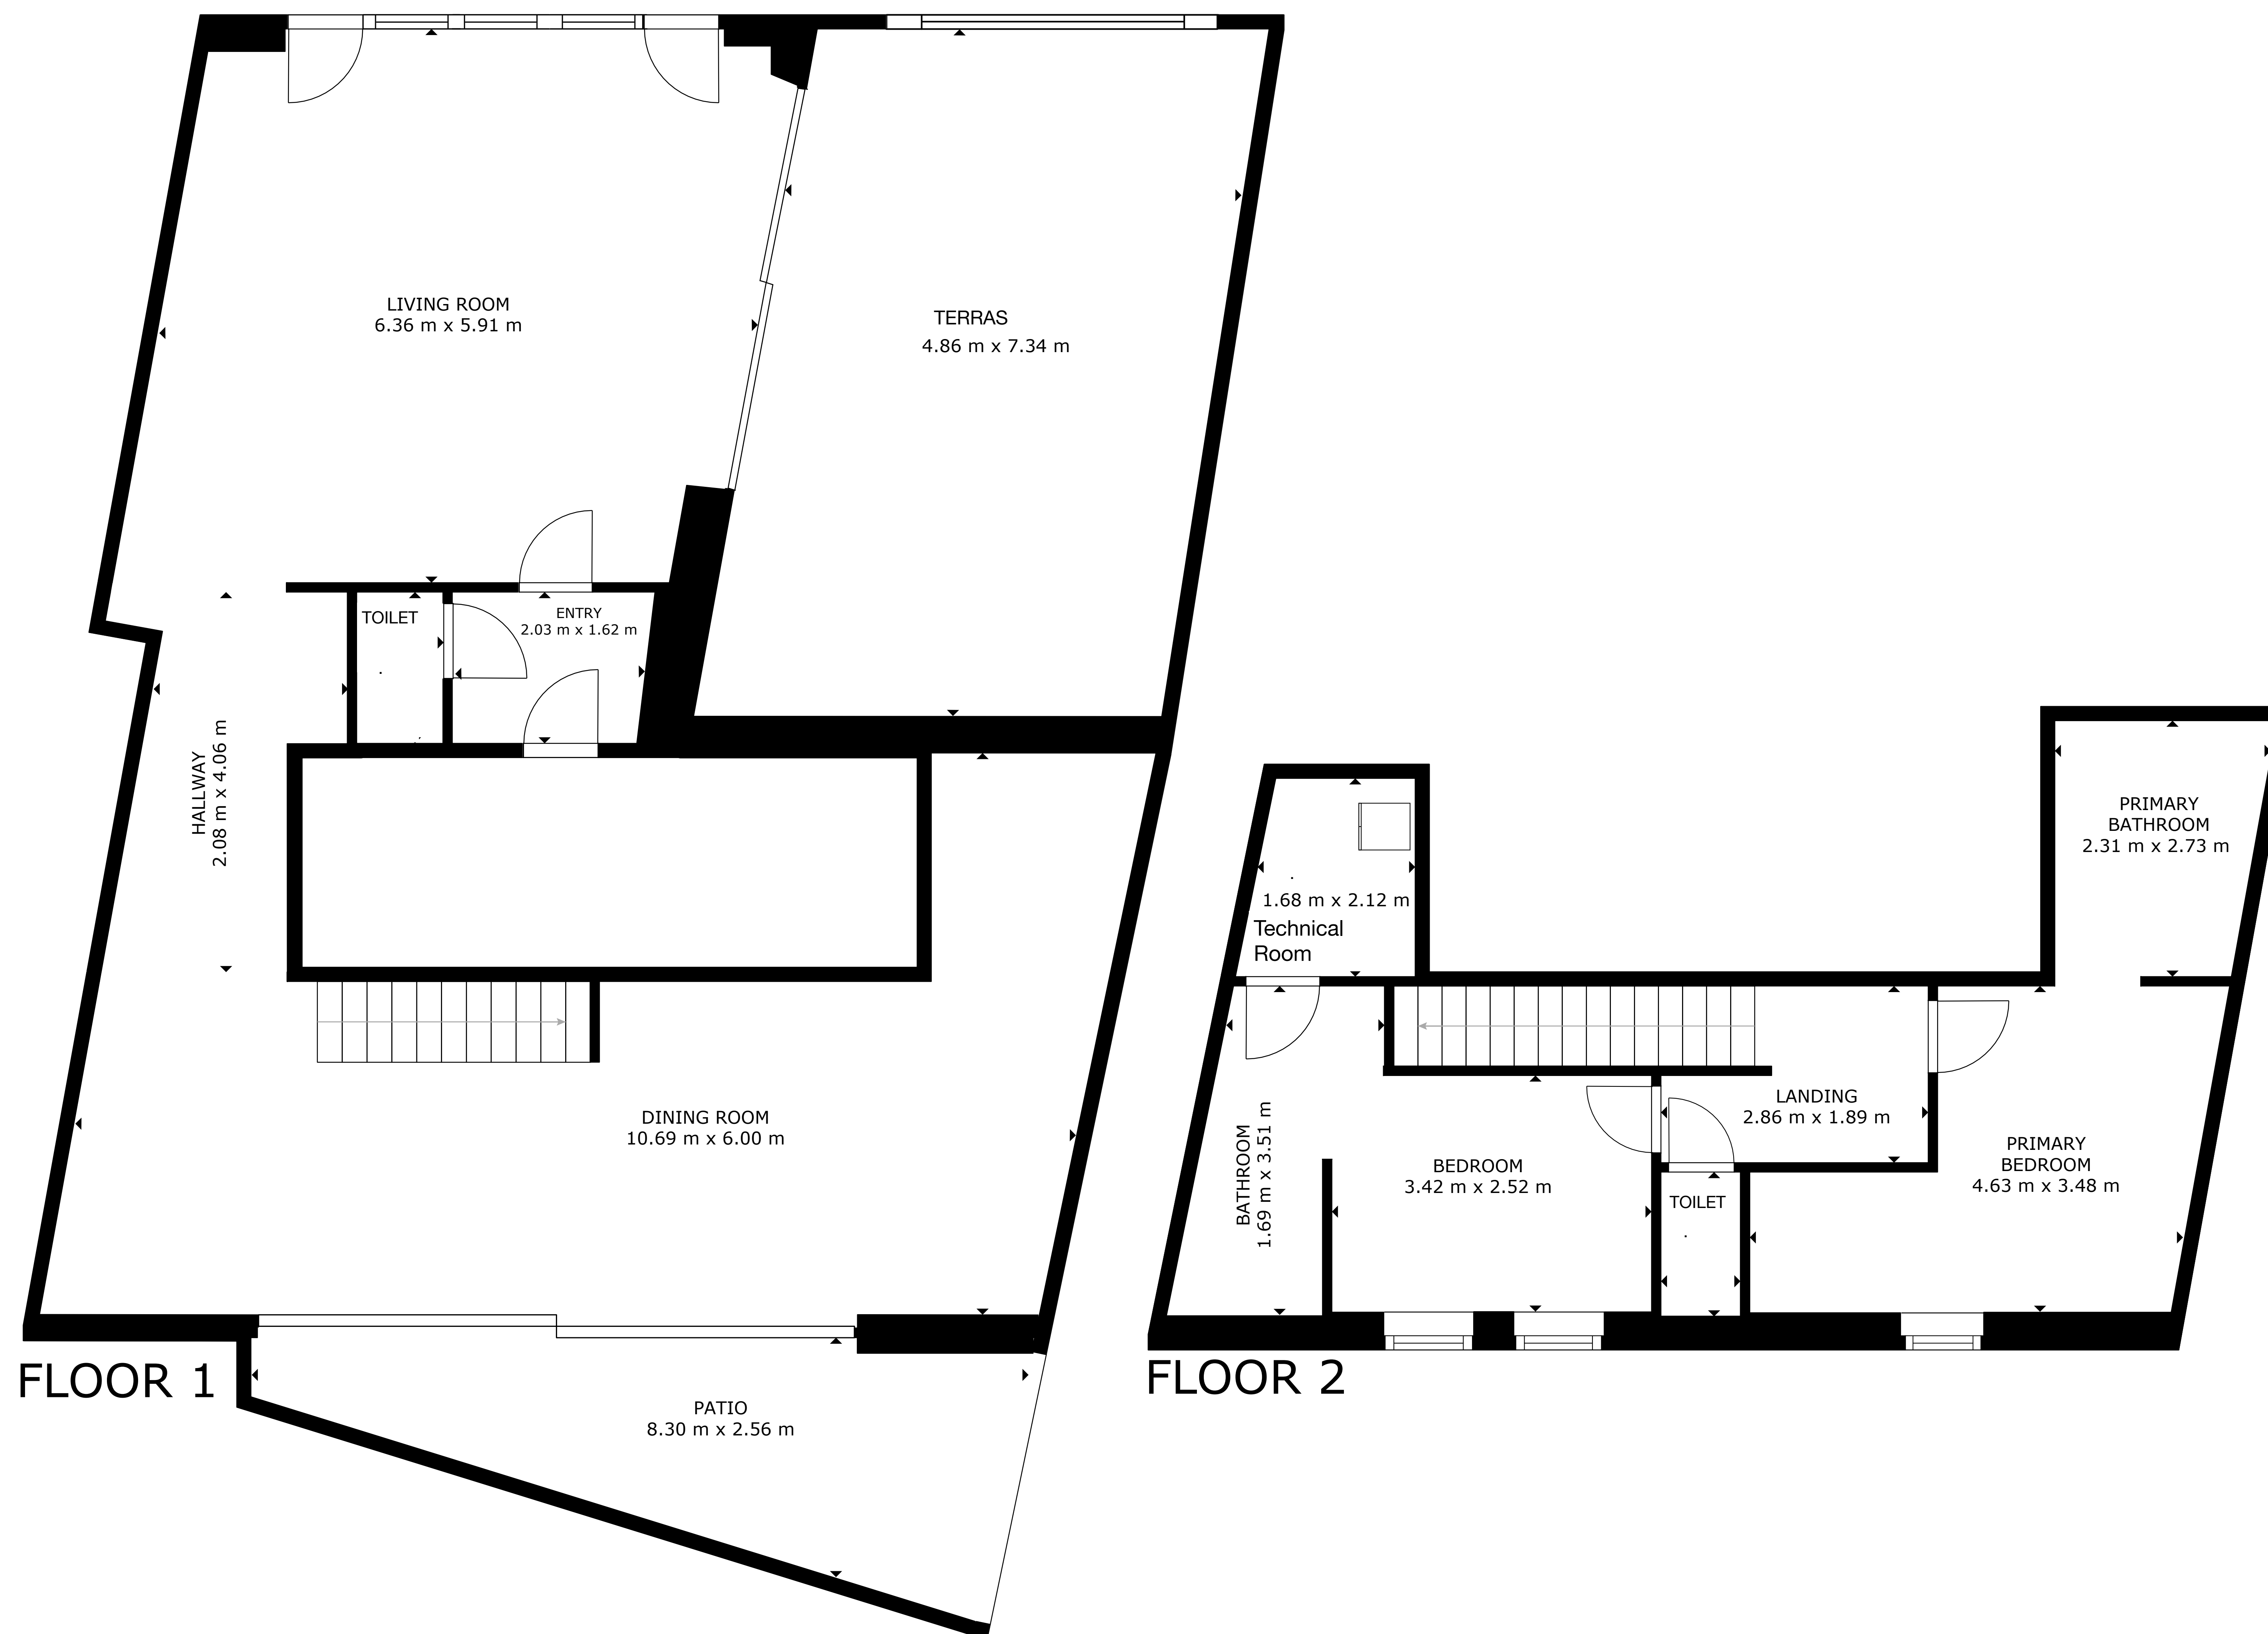 LIVING ROOM
6.36 m x 5.91 m
TERRAS
4.86 m x 7.34 m
TOILET
ENTRY
2.03 m x 1.62 m
HALLWAY
2.08 m x 4.06 m
DINING ROOM
10.69 m x 6.00 m
FLOOR 1
PATIO
8.30 m x 2.56 m
PRIMARY
BATHROOM
2.31 m x 2.73 m
1.68 m x 2.12 m
Technical
Room
LANDING
2.86 m x 1.89 m
BATHROOM
1.69 m x 3.51 m
BEDROOM
3.42 m x 2.52 m
TOILET
PRIMARY
BEDROOM
4.63 m x 3.48 m
FLOOR 2